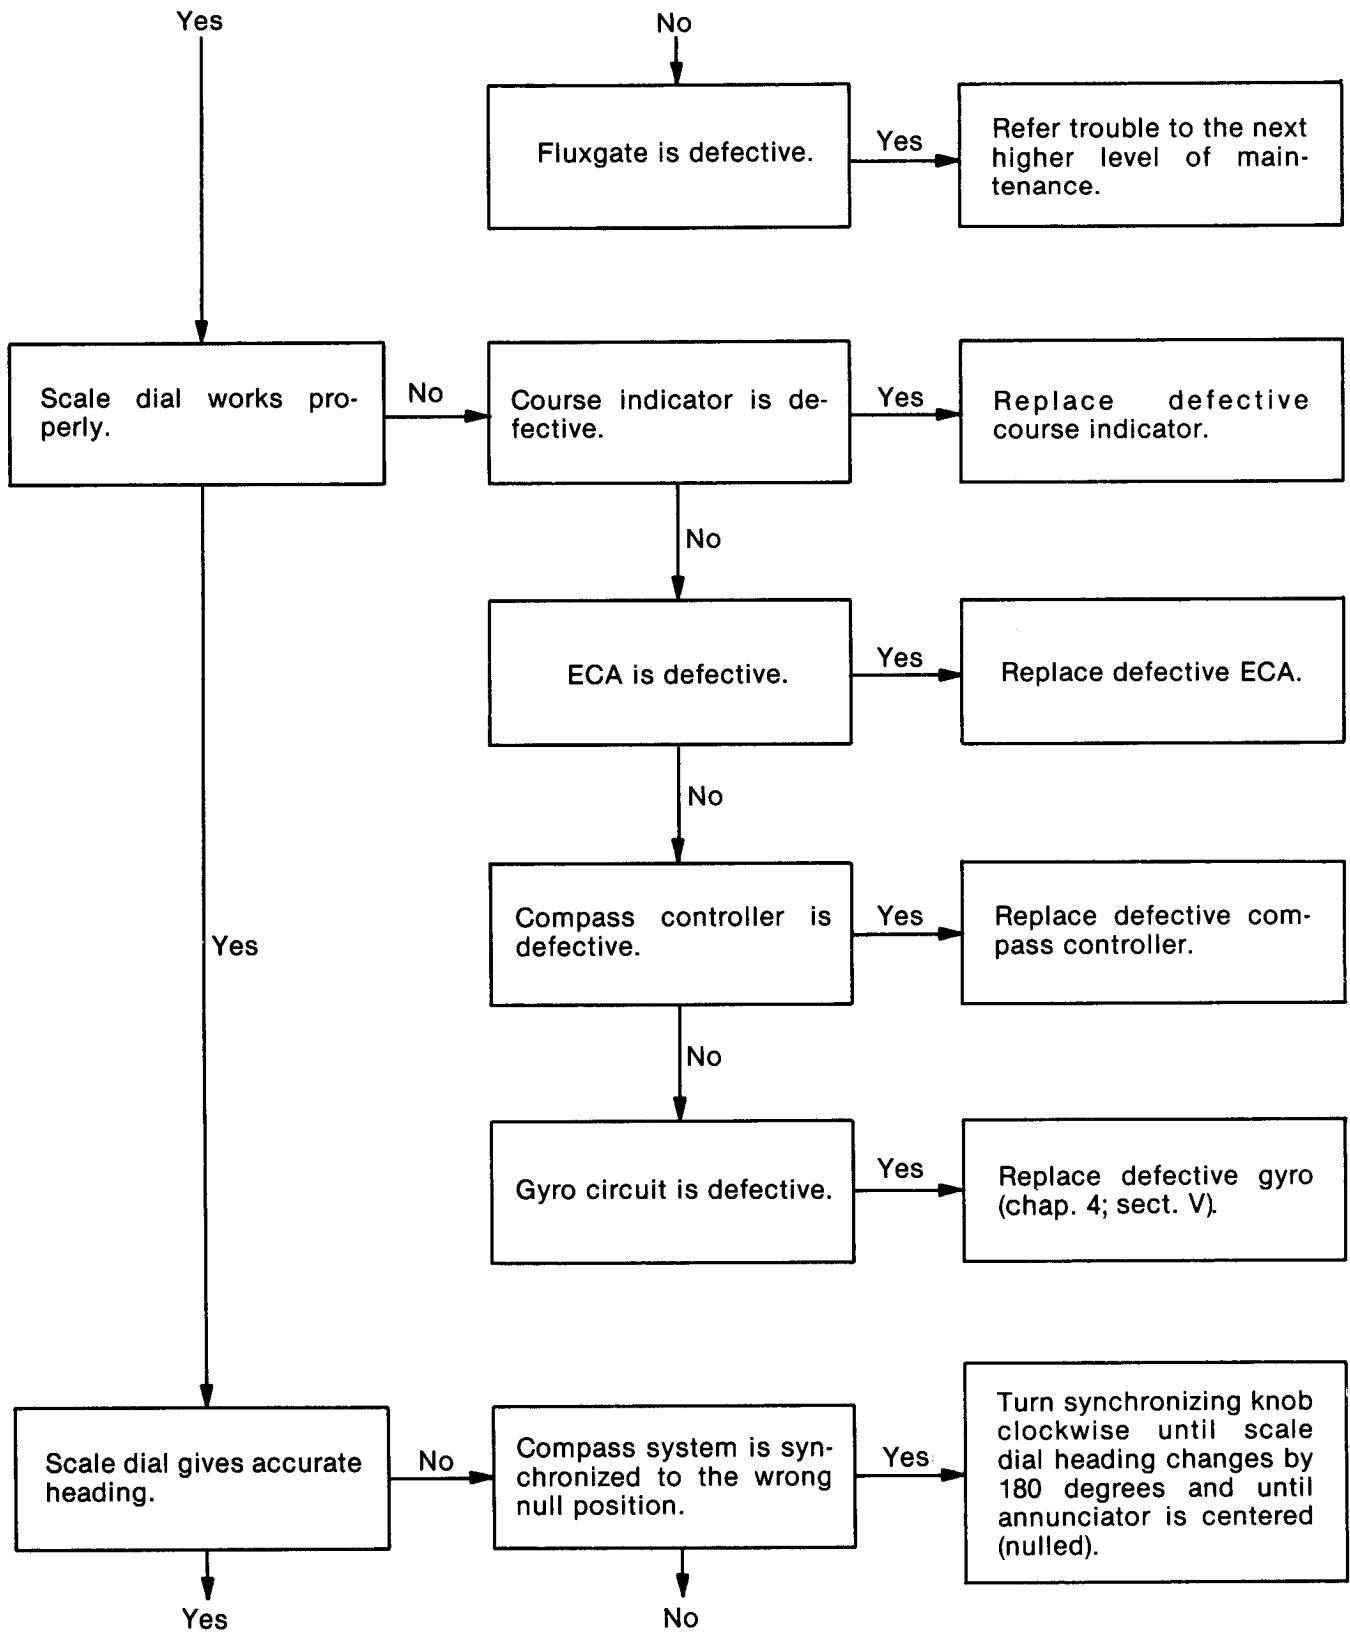 Yes
No
Fluxgate is defective.
Yes
Refer trouble to the next
higher level of main-
tenance.
Scale dial works pro-
perly.
No
Course indicator is de-
fective.
Yes
Replace defective
course indicator.
No
ECA is defective.
Yes
Replace defective ECA.
No
Compass controller is
defective.
Yes
Replace defective com-
pass controller.
Yes
No
Gyro circuit is defective.
Yes
Replace defective gyro
(chap. 4; sect. V).
Scale dial gives accurate
heading.
No
Compass system is syn-
chronized to the wrong
null position.
Yes
Turn synchronizing knob
clockwise until scale
dial heading changes by
180 degrees and until
annunciator is centered
(nulled).
Yes
No